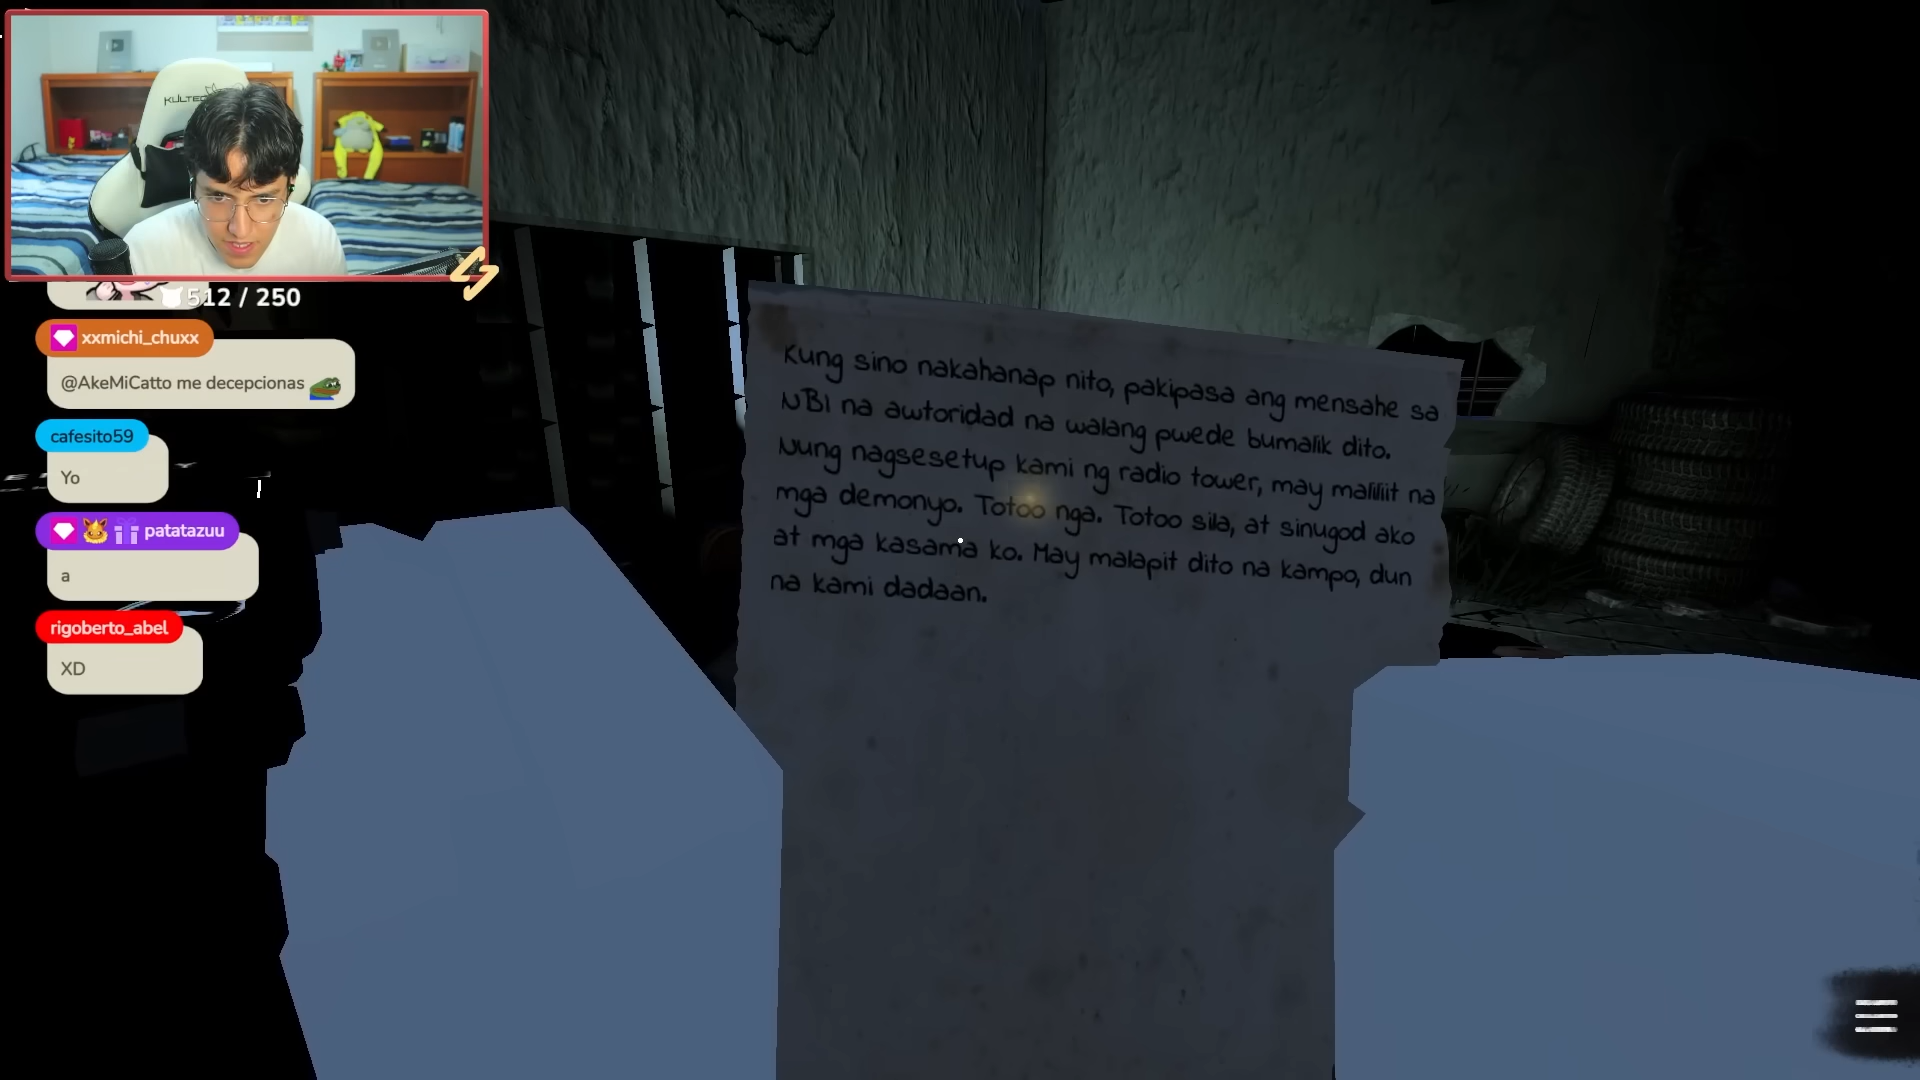 KULTEC
512 / 250
xxmichi_chuxx
@AkeMiCatto me decepcionas
cafesito59
Yo
patatazuu
a
rigoberto_abel
XD
Kung sino nakahanap nito, pakipasa ang mensahe sa
NBI na awtoridad na walang pwede bumalik dito.
Nung nagsesetup kami ng radio tower, may maliliit na
mga demonyo. Totoo nga. Totoo sila, at sinugod ako
at mga kasama ko. May malapit dito na kampo, dun
na kami dadaan.